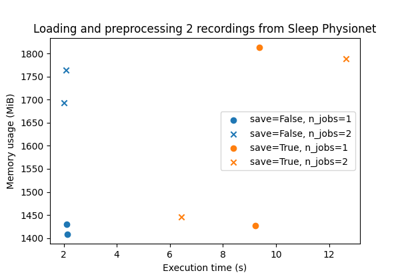 Loading and preprocessing 2 recordings from Sleep Physionet
Memory usage (MiB)
1800
1750
1700
1650
1600
1550
1500
1450
1400
save=False, n_jobs=1
save=False, n_jobs=2
save=True, n_jobs=1
save=True, n_jobs=2
2 4 6 8 10 12
Execution time (s)